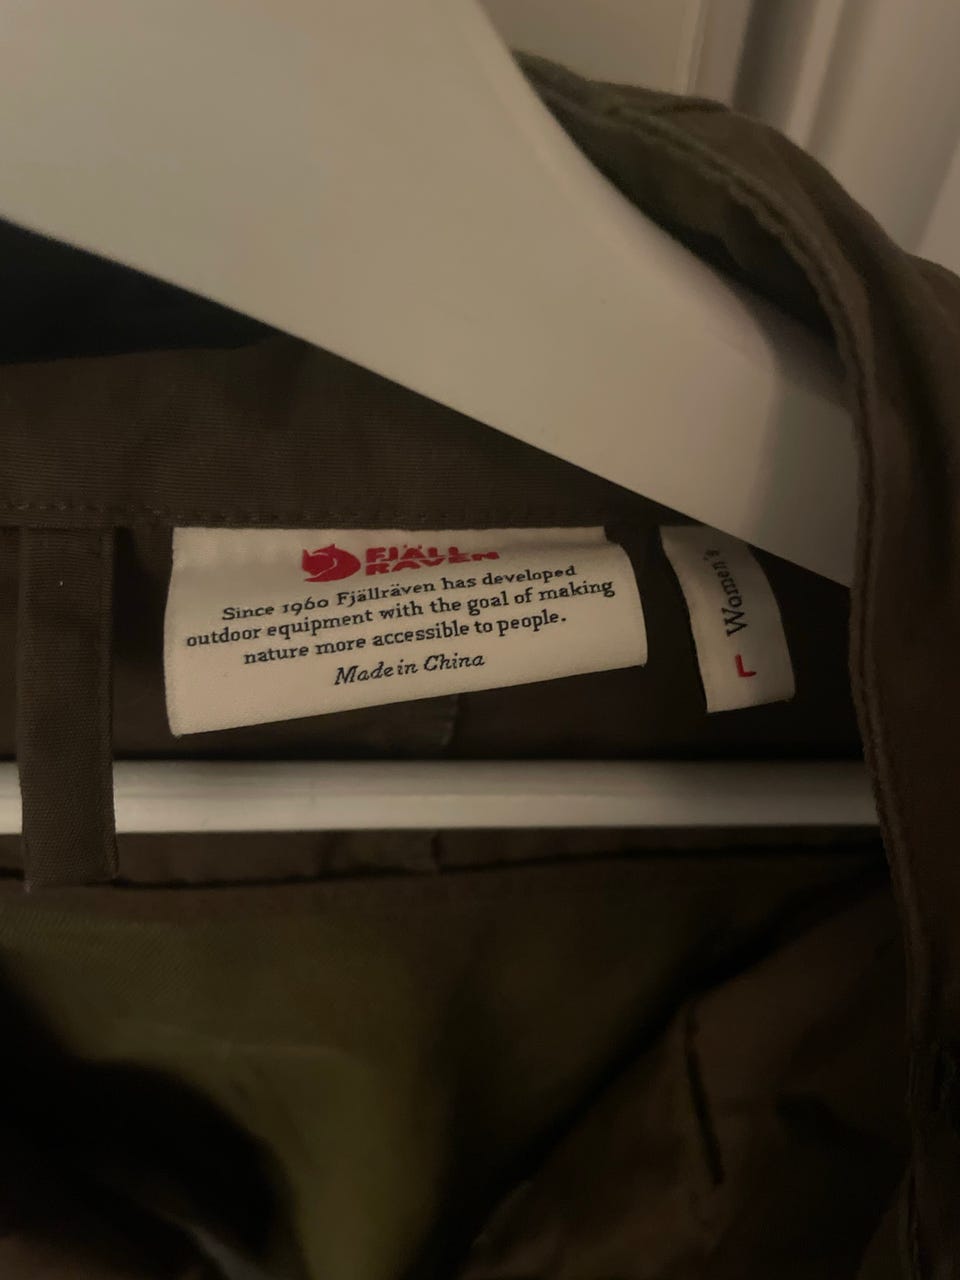 FJÄLL
RÄVEN
Since 1960 Fjällräven has developed
outdoor equipment with the goal of making
nature more accessible to people.
Made in China
Women's
L